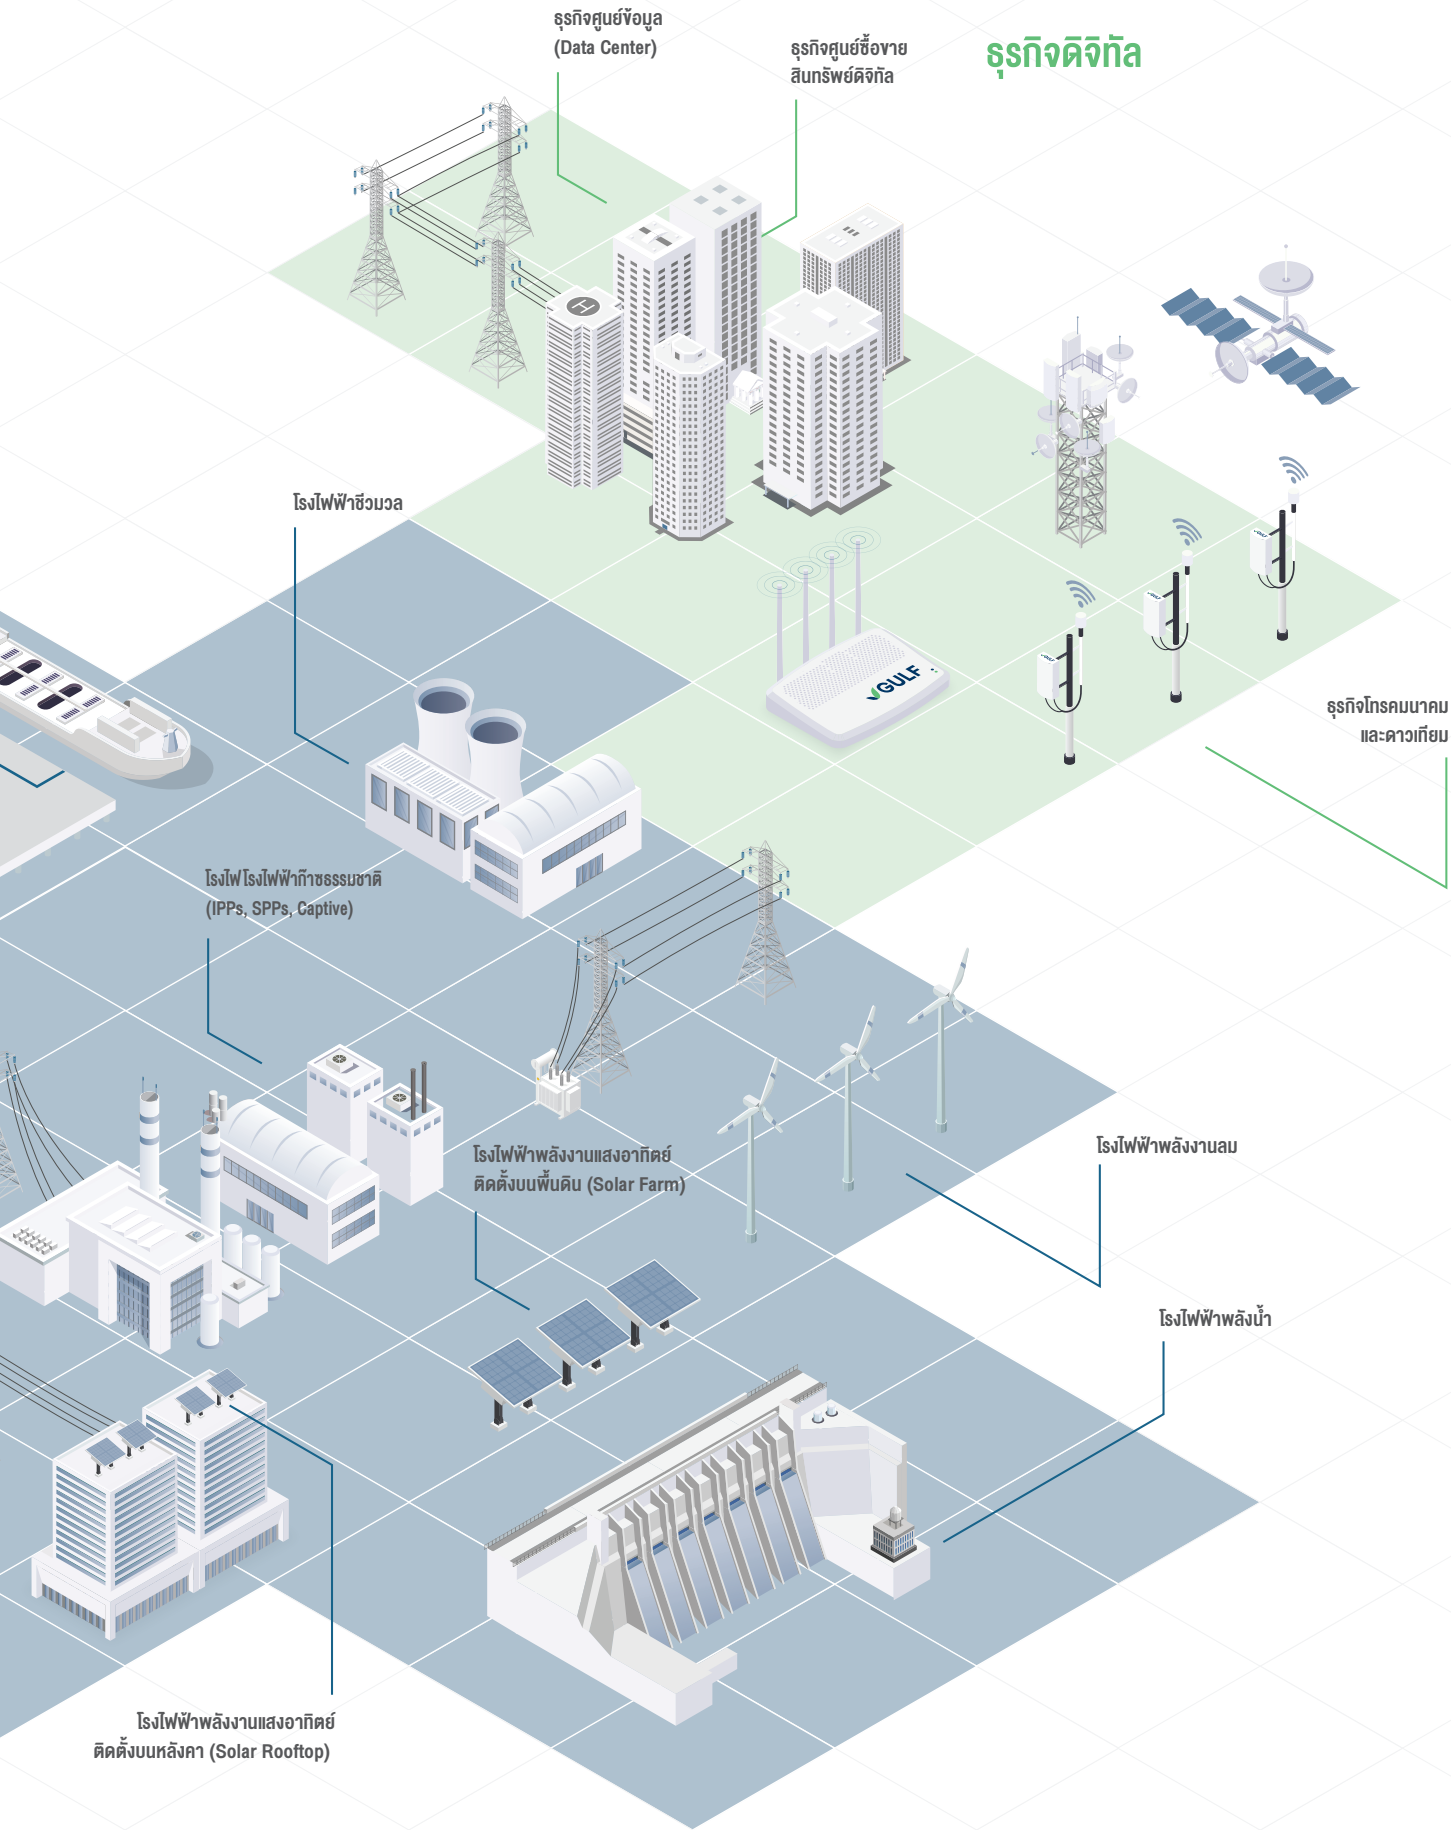 ธุรกิจศูนย์ข้อมูล
(Data Center)
ธุรกิจศูนย์ซื้อขาย
สินทรัพย์ดิจิทัล
ธุรกิจดิจิทัล
โรงไฟฟ้าชีวมวล
GULF
ธุรกิจโทรคมนาคม
และดาวเทียม
โรงไฟโรงไฟฟ้าก๊าซธรรมชาติ
(IPPs, SPPs, Captive)
โรงไฟฟ้าพลังงานแสงอาทิตย์
ติดตั้งบนพื้นดิน (Solar Farm)
โรงไฟฟ้าพลังงานลม
โรงไฟฟ้าพลังน้ำ
โรงไฟฟ้าพลังงานแสงอาทิตย์
ติดตั้งบนหลังคา (Solar Rooftop)
H
GULF
GULF
GULF